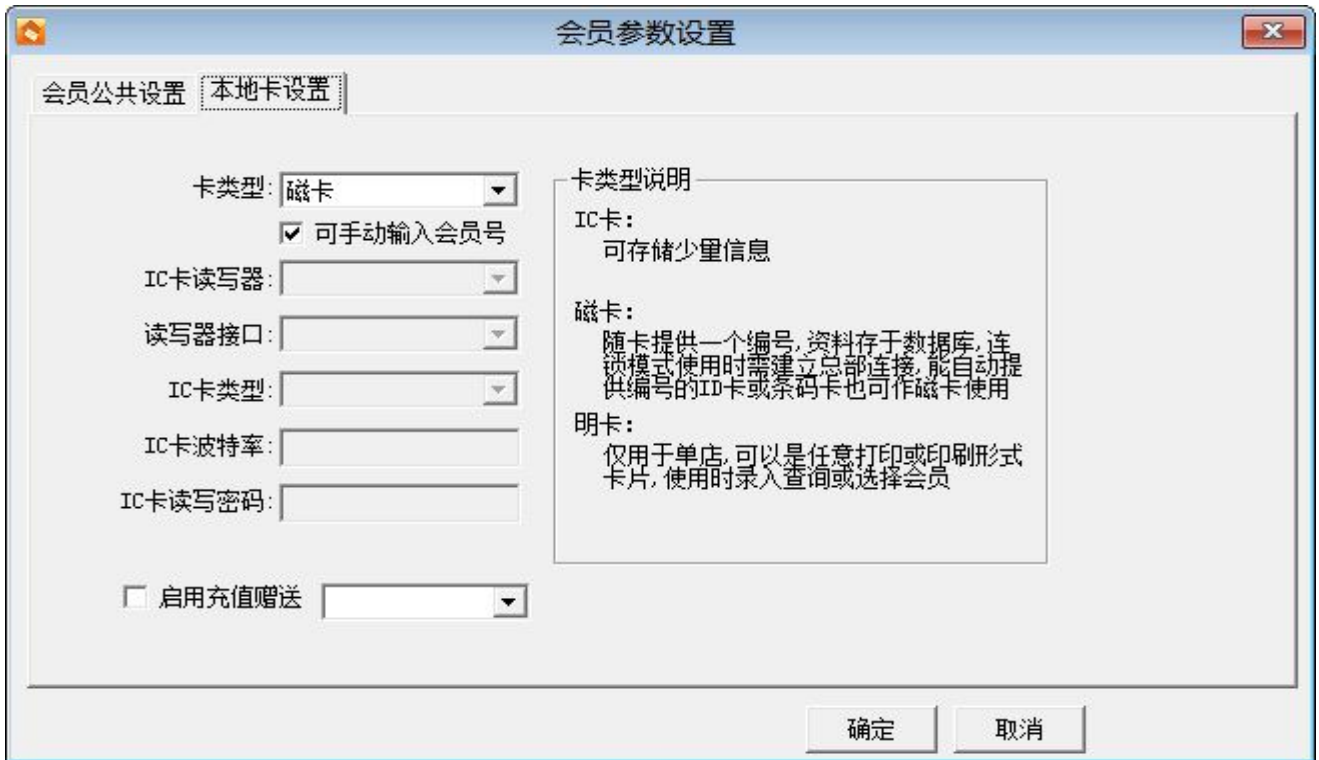 会员参数设置
会员公共设置 本地卡设置
卡类型: 磁卡
可手动输入会员号
IC卡读写器:
读写器接口:
IC卡类型:
IC卡波特率:
IC卡读写密码:
启用充值赠送
卡类型说明
IC卡:
可存储少量信息
磁卡:
随卡提供一个编号,资料存于数据库,连
锁模式使用时需建立总部连接,能自动提
供编号的ID卡或条码卡也可作磁卡使用
明卡:
仅用于单店,可以是任意打印或印刷形式
卡片,使用时录入查询或选择会员
确定 取消